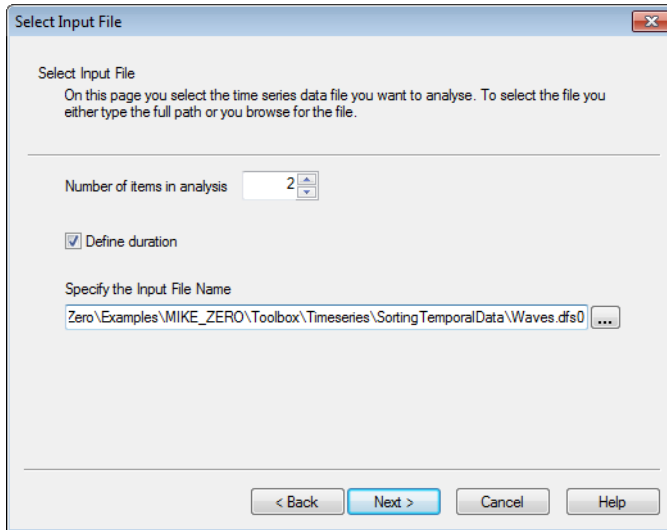 Select Input File
Select Input File
On this page you select the time series data file you want to analyse. To select the file you
either type the full path or you browse for the file.
Number of items in analysis 2
Define duration
Specify the Input File Name
Zero\Examples\MIKE_ZERO\Toolbox\Timeseries\SortingTemporalData\Waves.dfs0 ...
< Back Next > Cancel Help